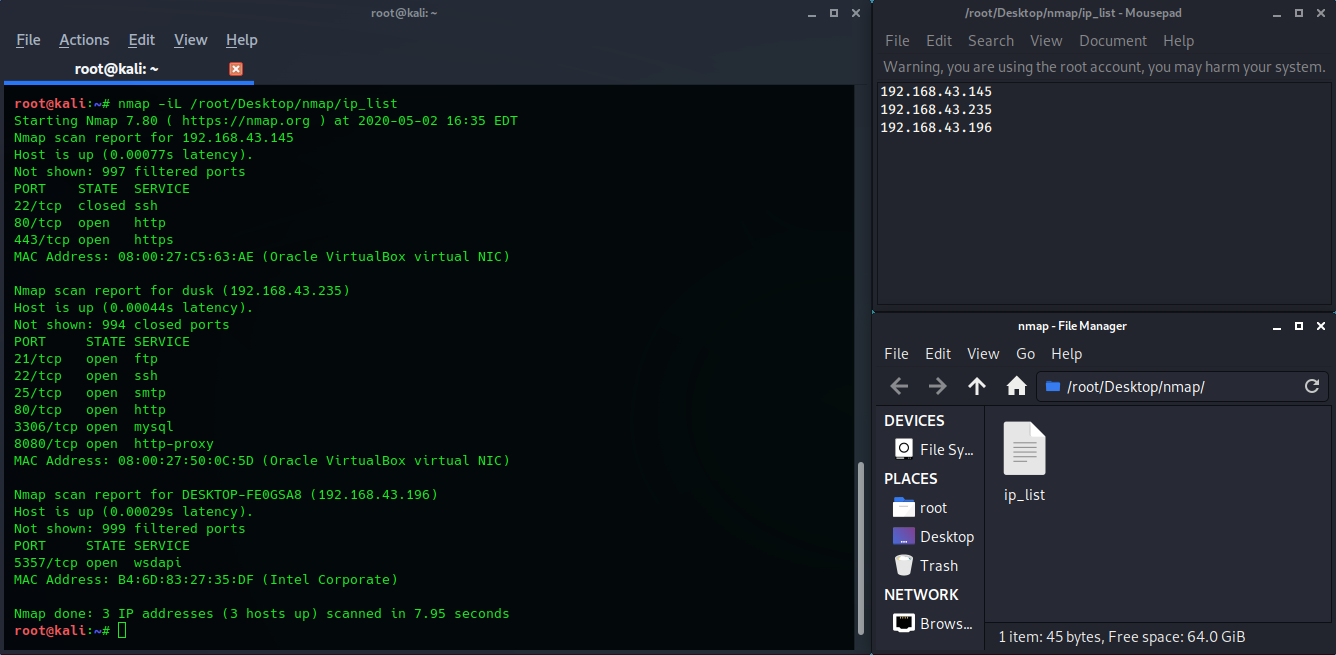 root@kali: ~
File Actions Edit View Help
root@kali: ~
root@kali:~# nmap -iL /root/Desktop/nmap/ip_list
Starting Nmap 7.80 ( https://nmap.org ) at 2020-05-02 16:35 EDT
Nmap scan report for 192.168.43.145
Host is up (0.00077s latency).
Not shown: 997 filtered ports
PORT    STATE  SERVICE
22/tcp  closed ssh
80/tcp  open   http
443/tcp open   https
MAC Address: 08:00:27:C5:63:AE (Oracle VirtualBox virtual NIC)

Nmap scan report for dusk (192.168.43.235)
Host is up (0.00044s latency).
Not shown: 994 closed ports
PORT     STATE SERVICE
21/tcp   open  ftp
22/tcp   open  ssh
25/tcp   open  smtp
80/tcp   open  http
3306/tcp open  mysql
8080/tcp open  http-proxy
MAC Address: 08:00:27:50:0C:5D (Oracle VirtualBox virtual NIC)

Nmap scan report for DESKTOP-FE0GSA8 (192.168.43.196)
Host is up (0.00029s latency).
Not shown: 999 filtered ports
PORT     STATE SERVICE
5357/tcp open  wsdapi
MAC Address: B4:6D:83:27:35:DF (Intel Corporate)

Nmap done: 3 IP addresses (3 hosts up) scanned in 7.95 seconds
root@kali:~#
/root/Desktop/nmap/ip_list - Mousepad
File Edit Search View Document Help
Warning, you are using the root account, you may harm your system.
192.168.43.145
192.168.43.235
192.168.43.196
nmap - File Manager
File Edit View Go Help
/root/Desktop/nmap/
DEVICES
File Sy...
PLACES
root
Desktop
Trash
NETWORK
Brows...
ip_list
1 item: 45 bytes, Free space: 64.0 GiB